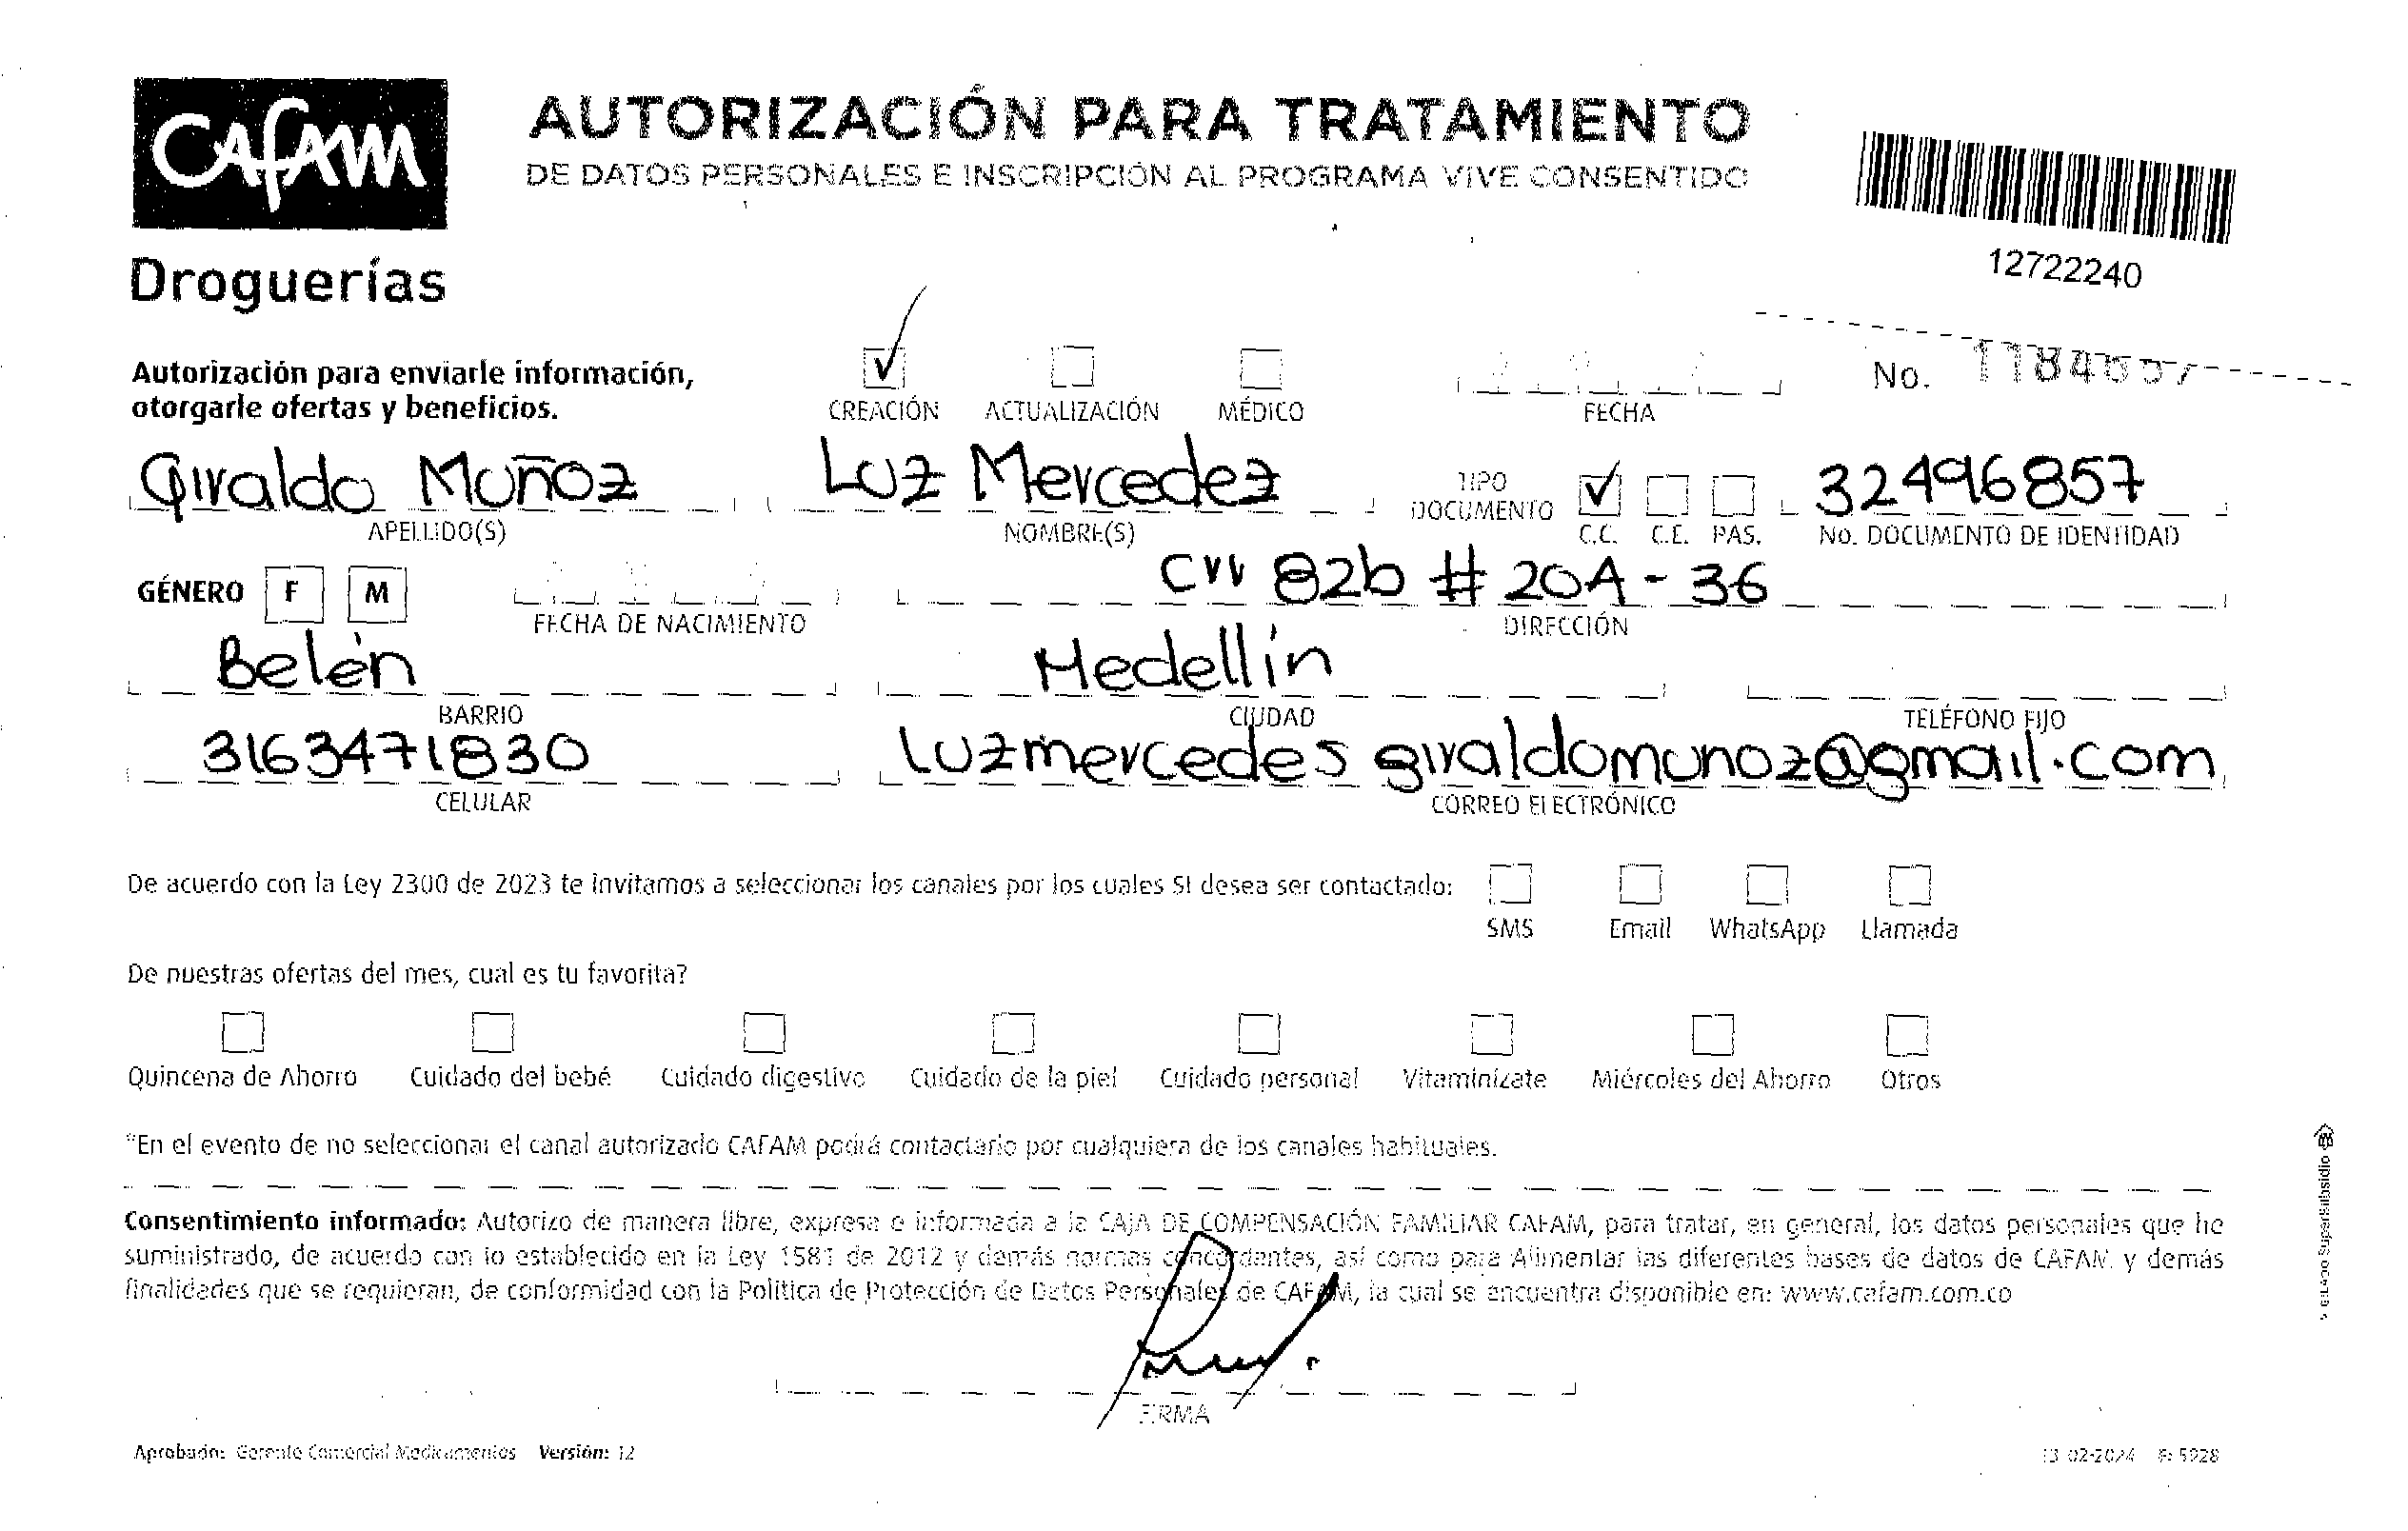 Cafam
Droguerías
AUTORIZACIÓN PARA TRATAMIENTO
DE DATOS PERSONALES E INSCRIPCIÓN AL PROGRAMA VIVE CONSENTIDO
12722240
Autorización para enviarle información,
otorgarle ofertas y beneficios.
CREACIÓN ACTUALIZACIÓN MÉDICO FECHA
No.
Giraldo Muñoz Luz Mercedez 32496857
APELLIDO(S) NOMBRE(S) TIPO DOCUMENTO C.C. C.E. PAS. No. DOCUMENTO DE IDENTIDAD
GÉNERO F M Crr 82b # 20A - 36
FECHA DE NACIMIENTO DIRECCIÓN
Belén Medellín
BARRIO CIUDAD TELÉFONO FIJO
3163471830 luzmercedes giraldomunoz@gmail.com
CELULAR CORREO ELECTRÓNICO
De acuerdo con la Ley 2300 de 2023 te invitamos a seleccionar los canales por los cuales SI desea ser contactado:
SMS Email WhatsApp Llamada
De nuestras ofertas del mes, cual es tu favorita?
Quincena de Ahorro Cuidado del bebé Cuidado digestivo Cuidado de la piel Cuidado personal Vitaminízate Miércoles del Ahorro Otros
*En el evento de no seleccionar el canal autorizado CAFAM podrá contactarlo por cualquiera de los canales habituales.
Consentimiento informado: Autorizo de manera libre, expresa e informada a la CAJA DE COMPENSACIÓN FAMILIAR CAFAM, para tratar, en general, los datos personales que he
suministrado, de acuerdo con lo establecido en la Ley 1581 de 2012 y demás normas concordantes, así como para Alimentar las diferentes bases de datos de CAFAM. y demás
finalidades que se requieran, de conformidad con la Política de Protección de Datos Personales de CAFAM, la cual se encuentra disponible en: www.cafam.com.co
FIRMA
Aprobado: Gerente Comercial Medicamentos Versión: 12
13-02-2024 F: 5928
VIGILADO SuperSubsidio